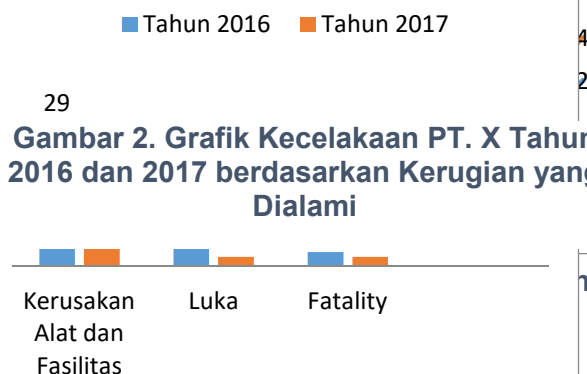 Tahun 2016 Tahun 2017
29
Gambar 2. Grafik Kecelakaan PT. X Tahun
2016 dan 2017 berdasarkan Kerugian yang
Dialami
Kerusakan
Alat dan
Fasilitas
Luka
Fatality